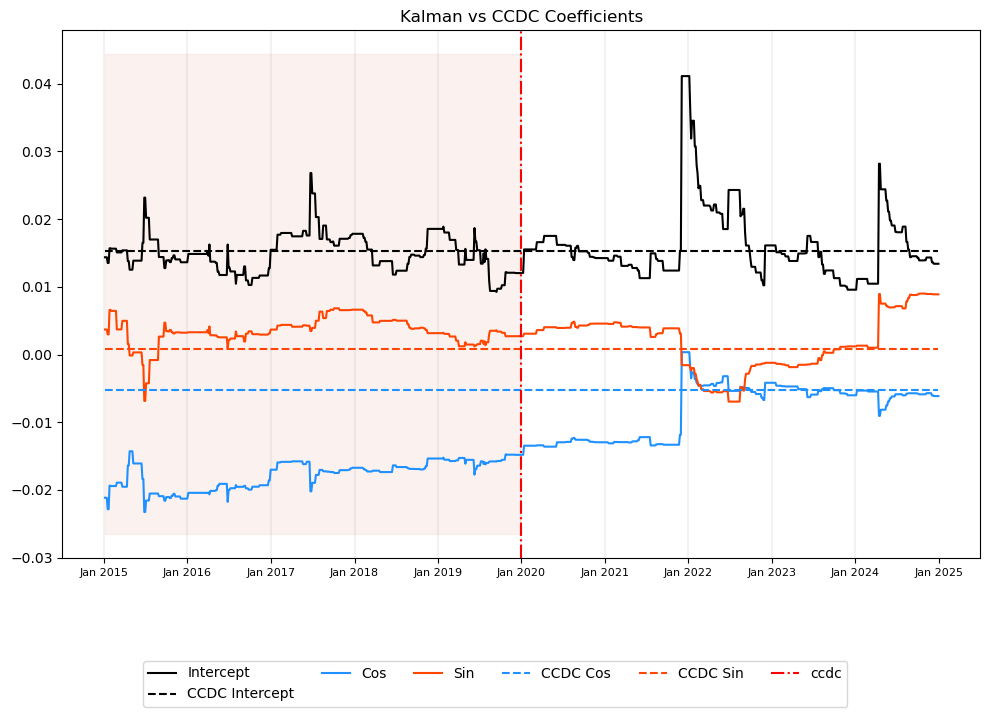 Kalman vs CCDC Coefficients
0.04
0.03
0.02
0.01
0.00
−0.01
−0.02
−0.03
Jan 2015 Jan 2016 Jan 2017 Jan 2018 Jan 2019 Jan 2020 Jan 2021 Jan 2022 Jan 2023 Jan 2024 Jan 2025
Intercept Cos Sin CCDC Cos CCDC Sin ccdc
CCDC Intercept